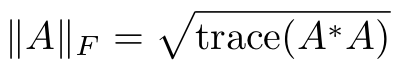 ‖A‖_F = √trace(A*A)